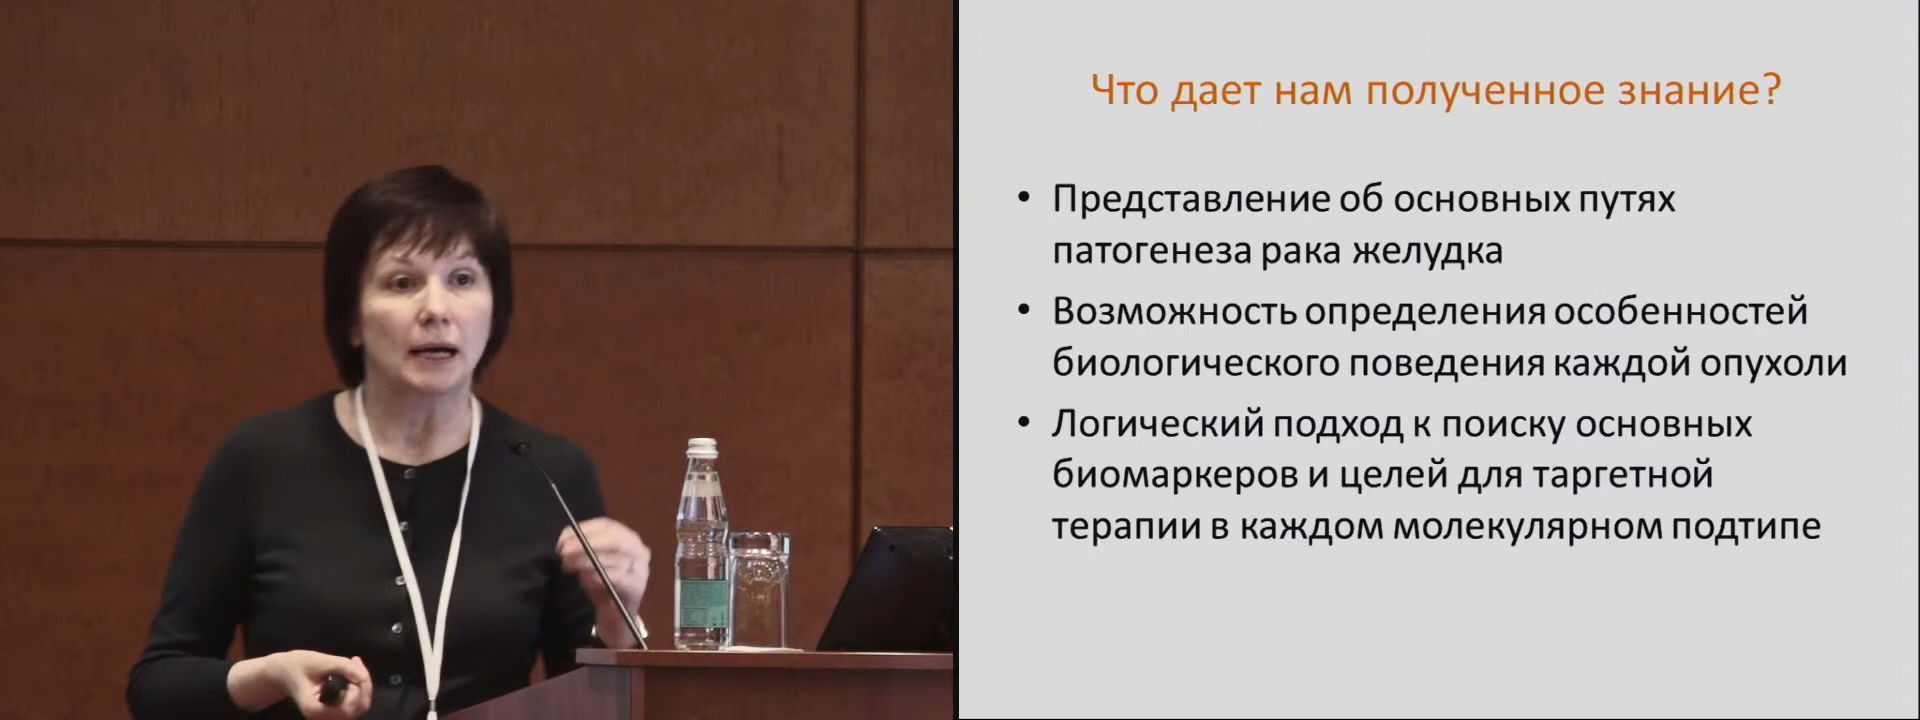 Что дает нам полученное знание?
• Представление об основных путях
патогенеза рака желудка
• Возможность определения особенностей
биологического поведения каждой опухоли
• Логический подход к поиску основных
биомаркеров и целей для таргетной
терапии в каждом молекулярном подтипе